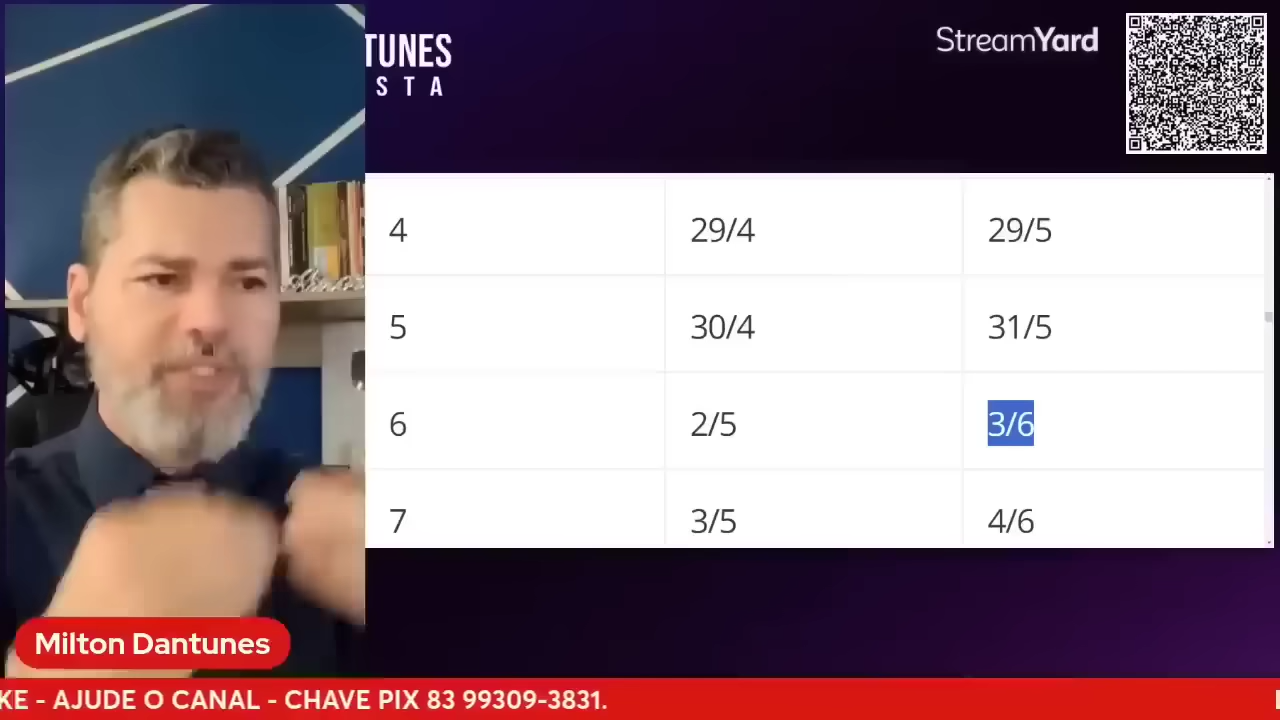 TUNES
STA
StreamYard
4 29/4 29/5
5 30/4 31/5
6 2/5 3/6
7 3/5 4/6
Milton Dantunes
KE - AJUDE O CANAL - CHAVE PIX 83 99309-3831.